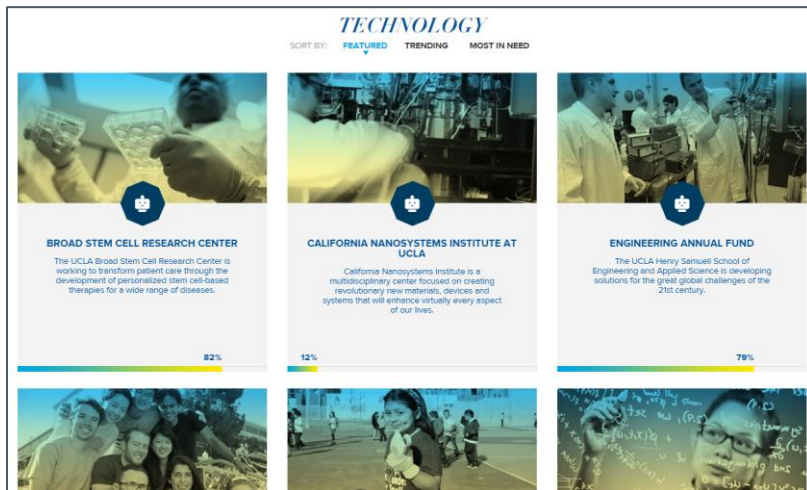 TECHNOLOGY
SORT BY: FEATURED TRENDING MOST IN NEED
BROAD STEM CELL RESEARCH CENTER
The UCLA Broad Stem Cell Research Center is
working to transform patient care through the
development of personalized stem cell-based
therapies for a wide range of diseases.
82%
CALIFORNIA NANOSYSTEMS INSTITUTE AT
UCLA
California Nanosystems Institute is a
multidisciplinary center focused on creating
revolutionary new materials, devices and
systems that will enhance virtually every aspect
of our lives.
12%
ENGINEERING ANNUAL FUND
The UCLA Henry Samueli School of
Engineering and Applied Science is developing
solutions for the great global challenges of the
21st century.
79%